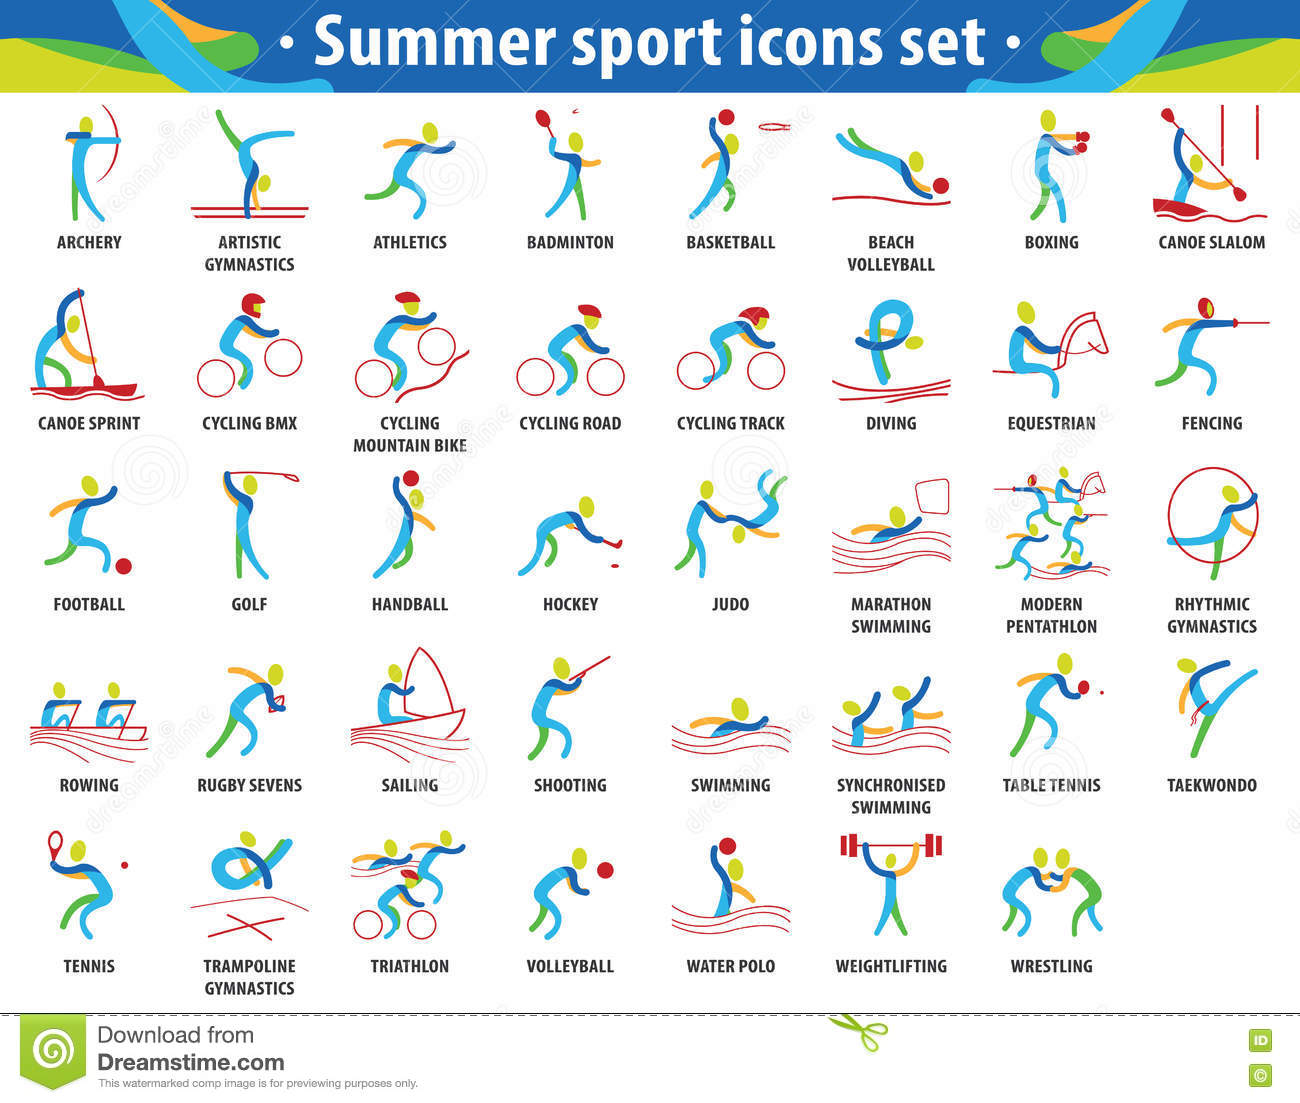 • Summer sport icons set •
ARCHERY
ARTISTIC
GYMNASTICS
ATHLETICS
BADMINTON
BASKETBALL
BEACH
VOLLEYBALL
BOXING
CANOE SLALOM
CANOE SPRINT
CYCLING BMX
CYCLING
MOUNTAIN BIKE
CYCLING ROAD
CYCLING TRACK
DIVING
EQUESTRIAN
FENCING
FOOTBALL
GOLF
HANDBALL
HOCKEY
JUDO
MARATHON
SWIMMING
MODERN
PENTATHLON
RHYTHMIC
GYMNASTICS
ROWING
RUGBY SEVENS
SAILING
SHOOTING
SWIMMING
SYNCHRONISED
SWIMMING
TABLE TENNIS
TAEKWONDO
TENNIS
TRAMPOLINE
GYMNASTICS
TRIATHLON
VOLLEYBALL
WATER POLO
WEIGHTLIFTING
WRESTLING
Download from
Dreamstime.com
This watermarked comp image is for previewing purposes only.
ID
©